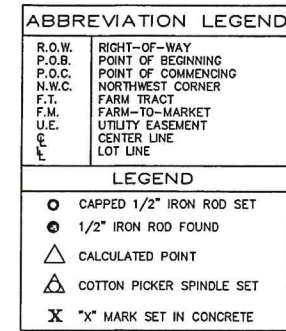 ABBREVIATION LEGEND
R.O.W. RIGHT-OF-WAY
P.O.B. POINT OF BEGINNING
P.O.C. POINT OF COMMENCING
N.W.C. NORTHWEST CORNER
F.T. FARM TRACT
F.M. FARM-TO-MARKET
U.E. UTILITY EASEMENT
℄ CENTER LINE
Ł LOT LINE
LEGEND
CAPPED 1/2" IRON ROD SET
1/2" IRON ROD FOUND
CALCULATED POINT
COTTON PICKER SPINDLE SET
X "X" MARK SET IN CONCRETE